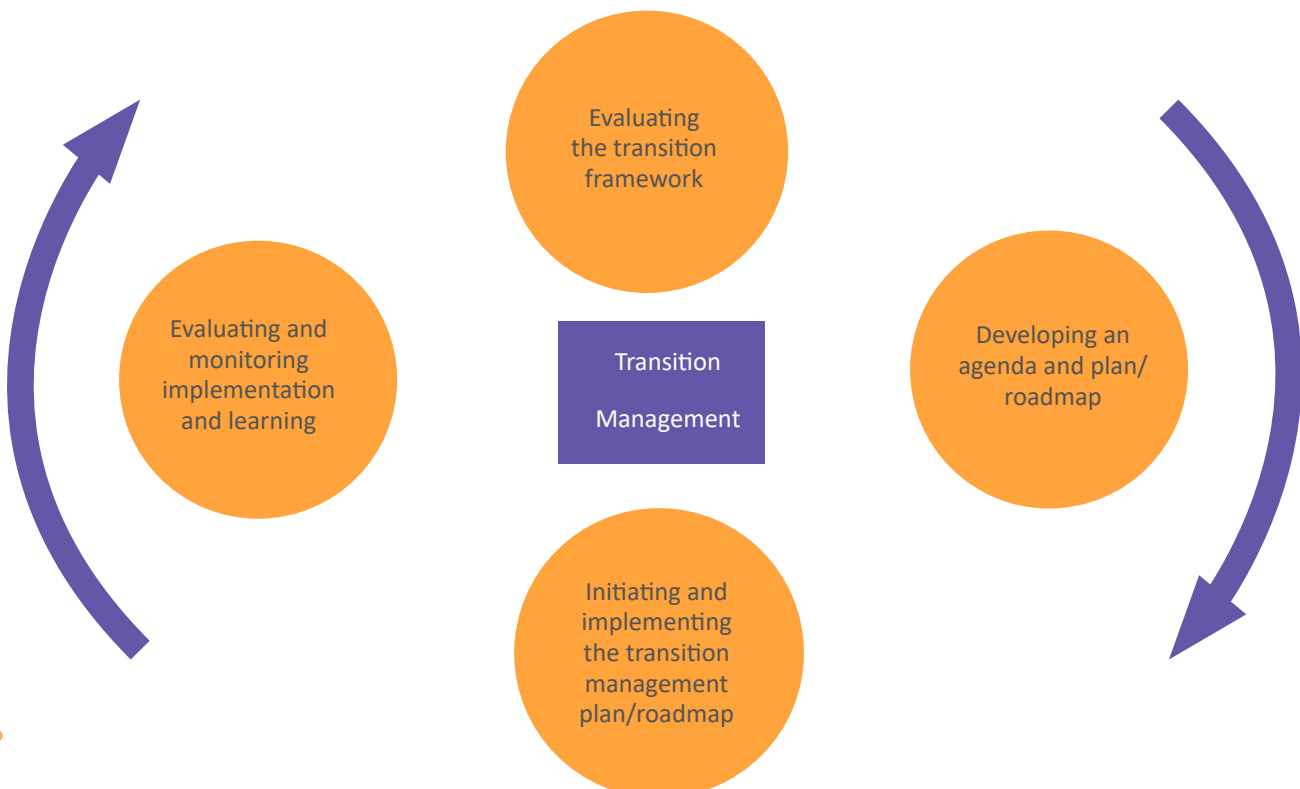 Evaluating
the transition
framework
Evaluating and
monitoring
implementation
and learning
Transition
Management
Developing an
agenda and plan/
roadmap
Initiating and
implementing
the transition
management
plan/roadmap